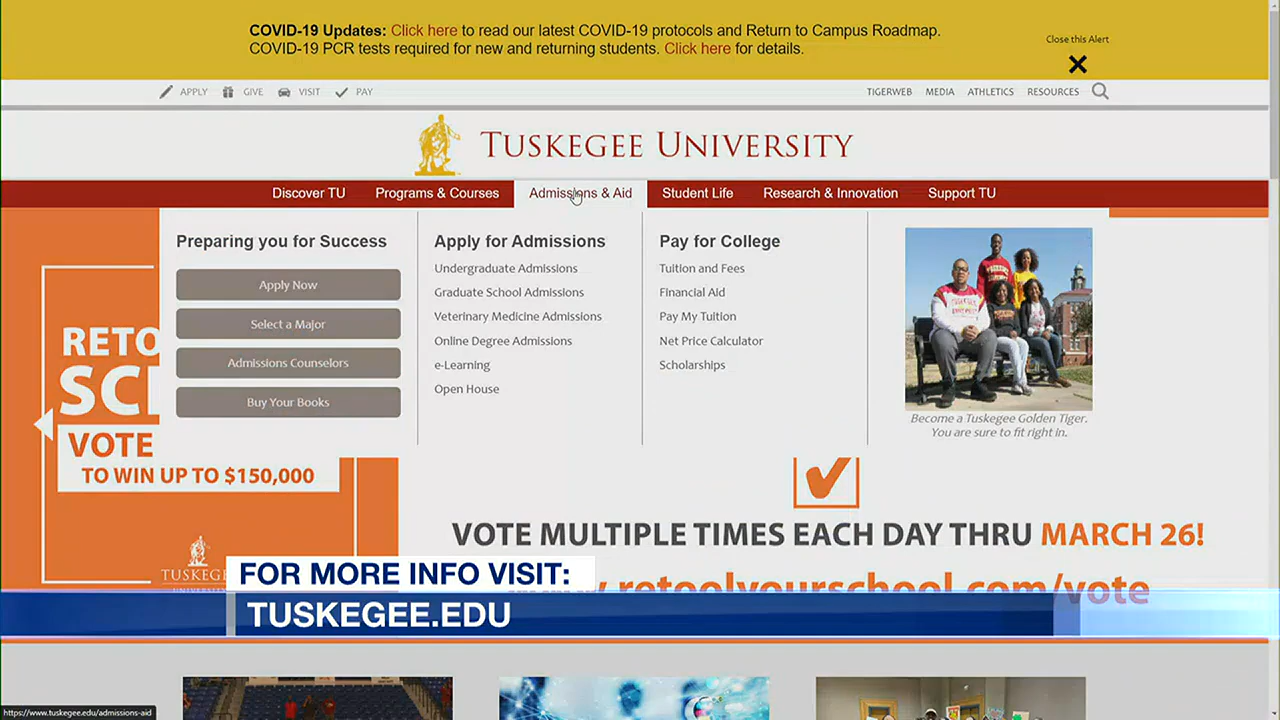 COVID-19 Updates: Click here to read our latest COVID-19 protocols and Return to Campus Roadmap.
COVID-19 PCR tests required for new and returning students. Click here for details.
Close this Alert
APPLY GIVE VISIT PAY
TIGERWEB MEDIA ATHLETICS RESOURCES
TUSKEGEE UNIVERSITY
Discover TU Programs & Courses Admissions & Aid Student Life Research & Innovation Support TU
Preparing you for Success
Apply Now
Select a Major
Admissions Counselors
Buy Your Books
Apply for Admissions
Undergraduate Admissions
Graduate School Admissions
Veterinary Medicine Admissions
Online Degree Admissions
e-Learning
Open House
Pay for College
Tuition and Fees
Financial Aid
Pay My Tuition
Net Price Calculator
Scholarships
Become a Tuskegee Golden Tiger.
You are sure to fit right in.
RETO
SC
VOTE
TO WIN UP TO $150,000
TUSKEGE
VOTE MULTIPLE TIMES EACH DAY THRU MARCH 26!
retoolyourschool.com/vote
FOR MORE INFO VISIT:
TUSKEGEE.EDU
https://www.tuskegee.edu/admissions-aid